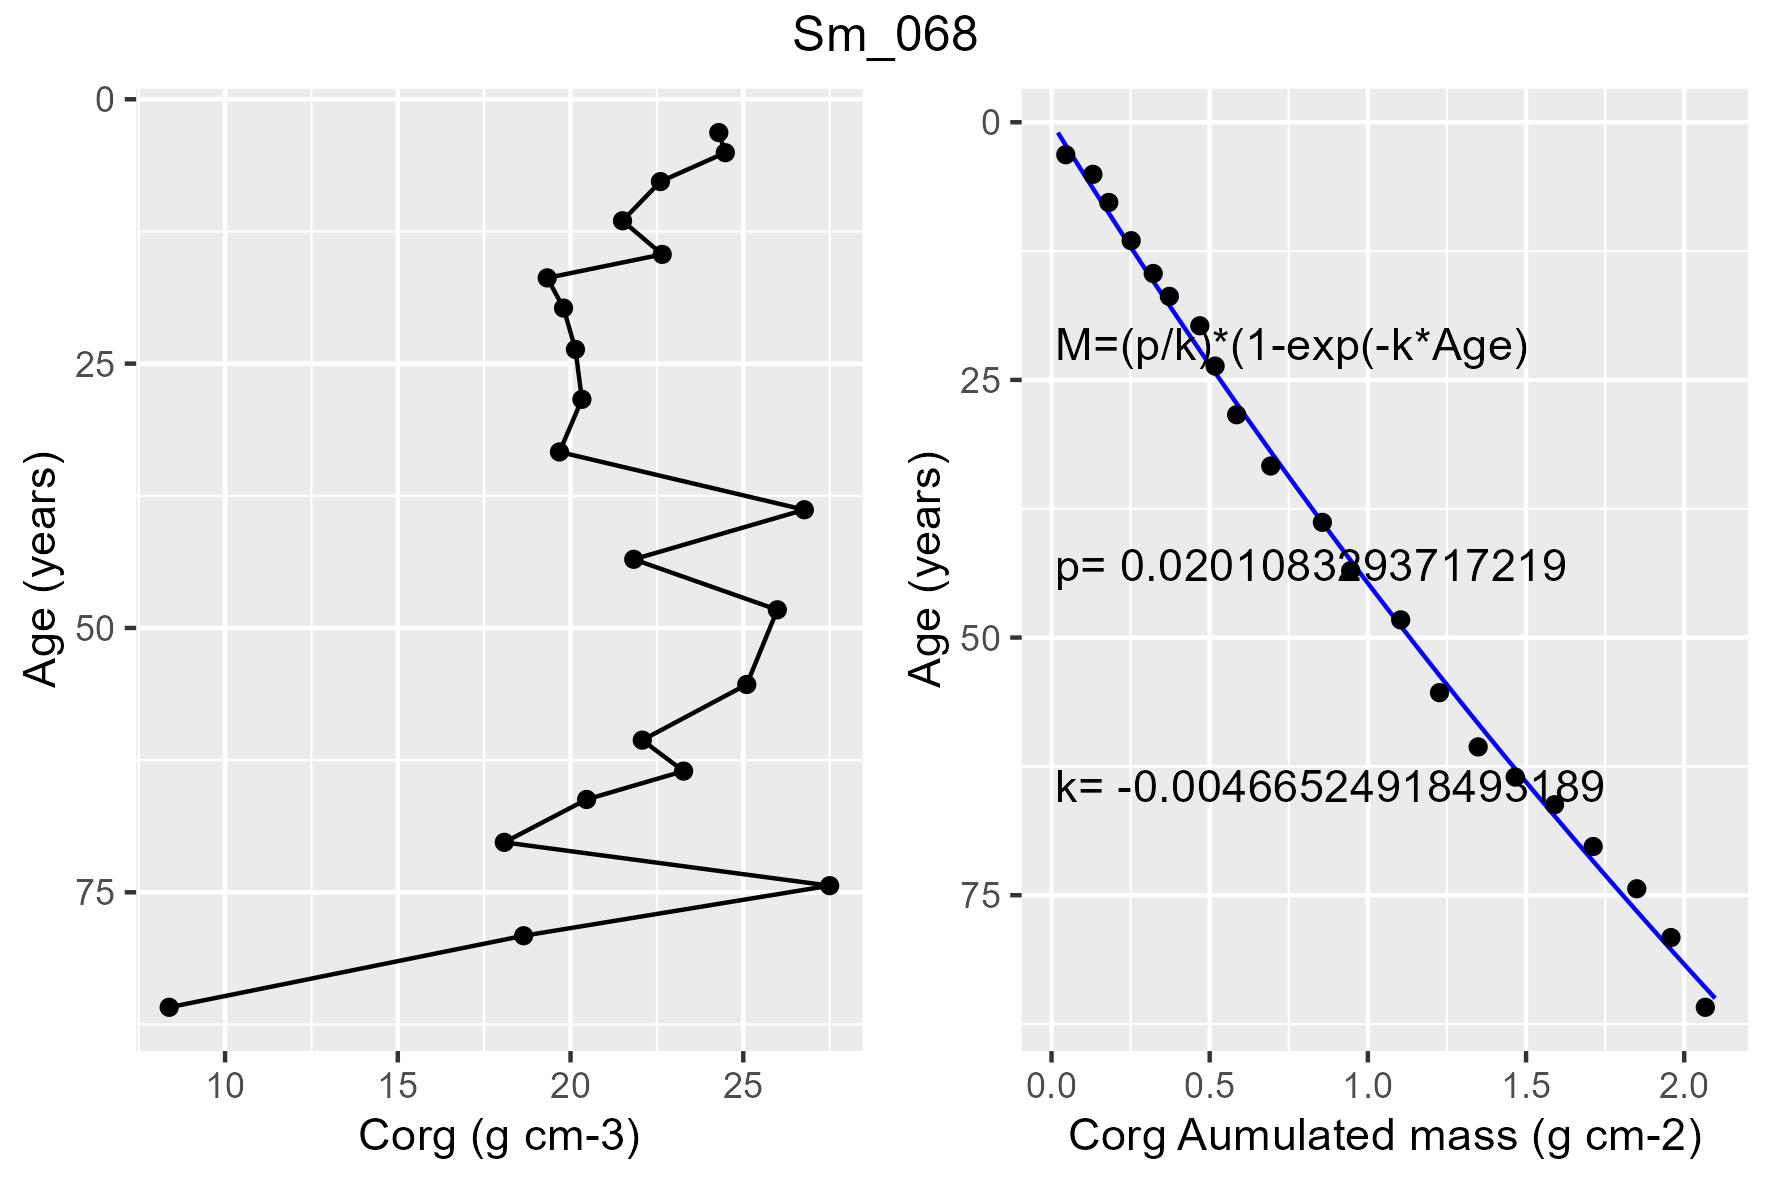 Sm_068
0
25
50
75
Age (years)
10 15 20 25
Corg (g cm-3)
0
25
50
75
Age (years)
M=(p/k)*(1-exp(-k*Age)
p= 0.0201083293717219
k= -0.00466524918493189
0.0 0.5 1.0 1.5 2.0
Corg Aumulated mass (g cm-2)